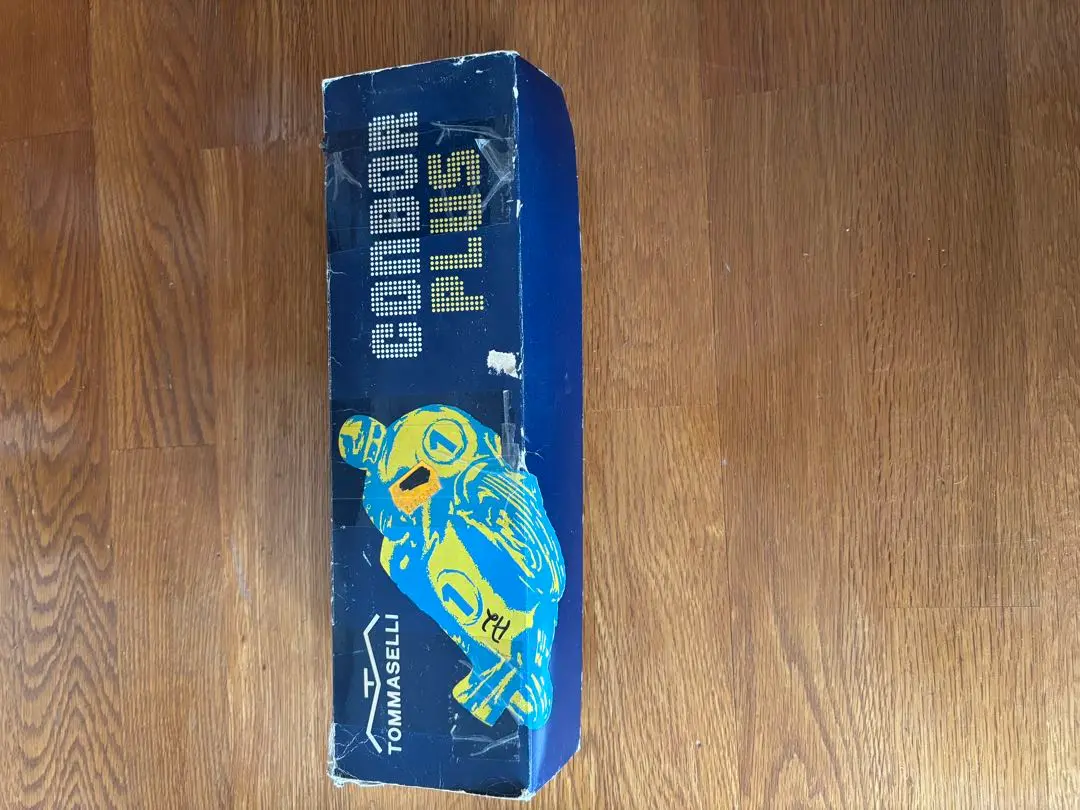 CONDOR
PLUS
1
1
A2
TOMMASELLI